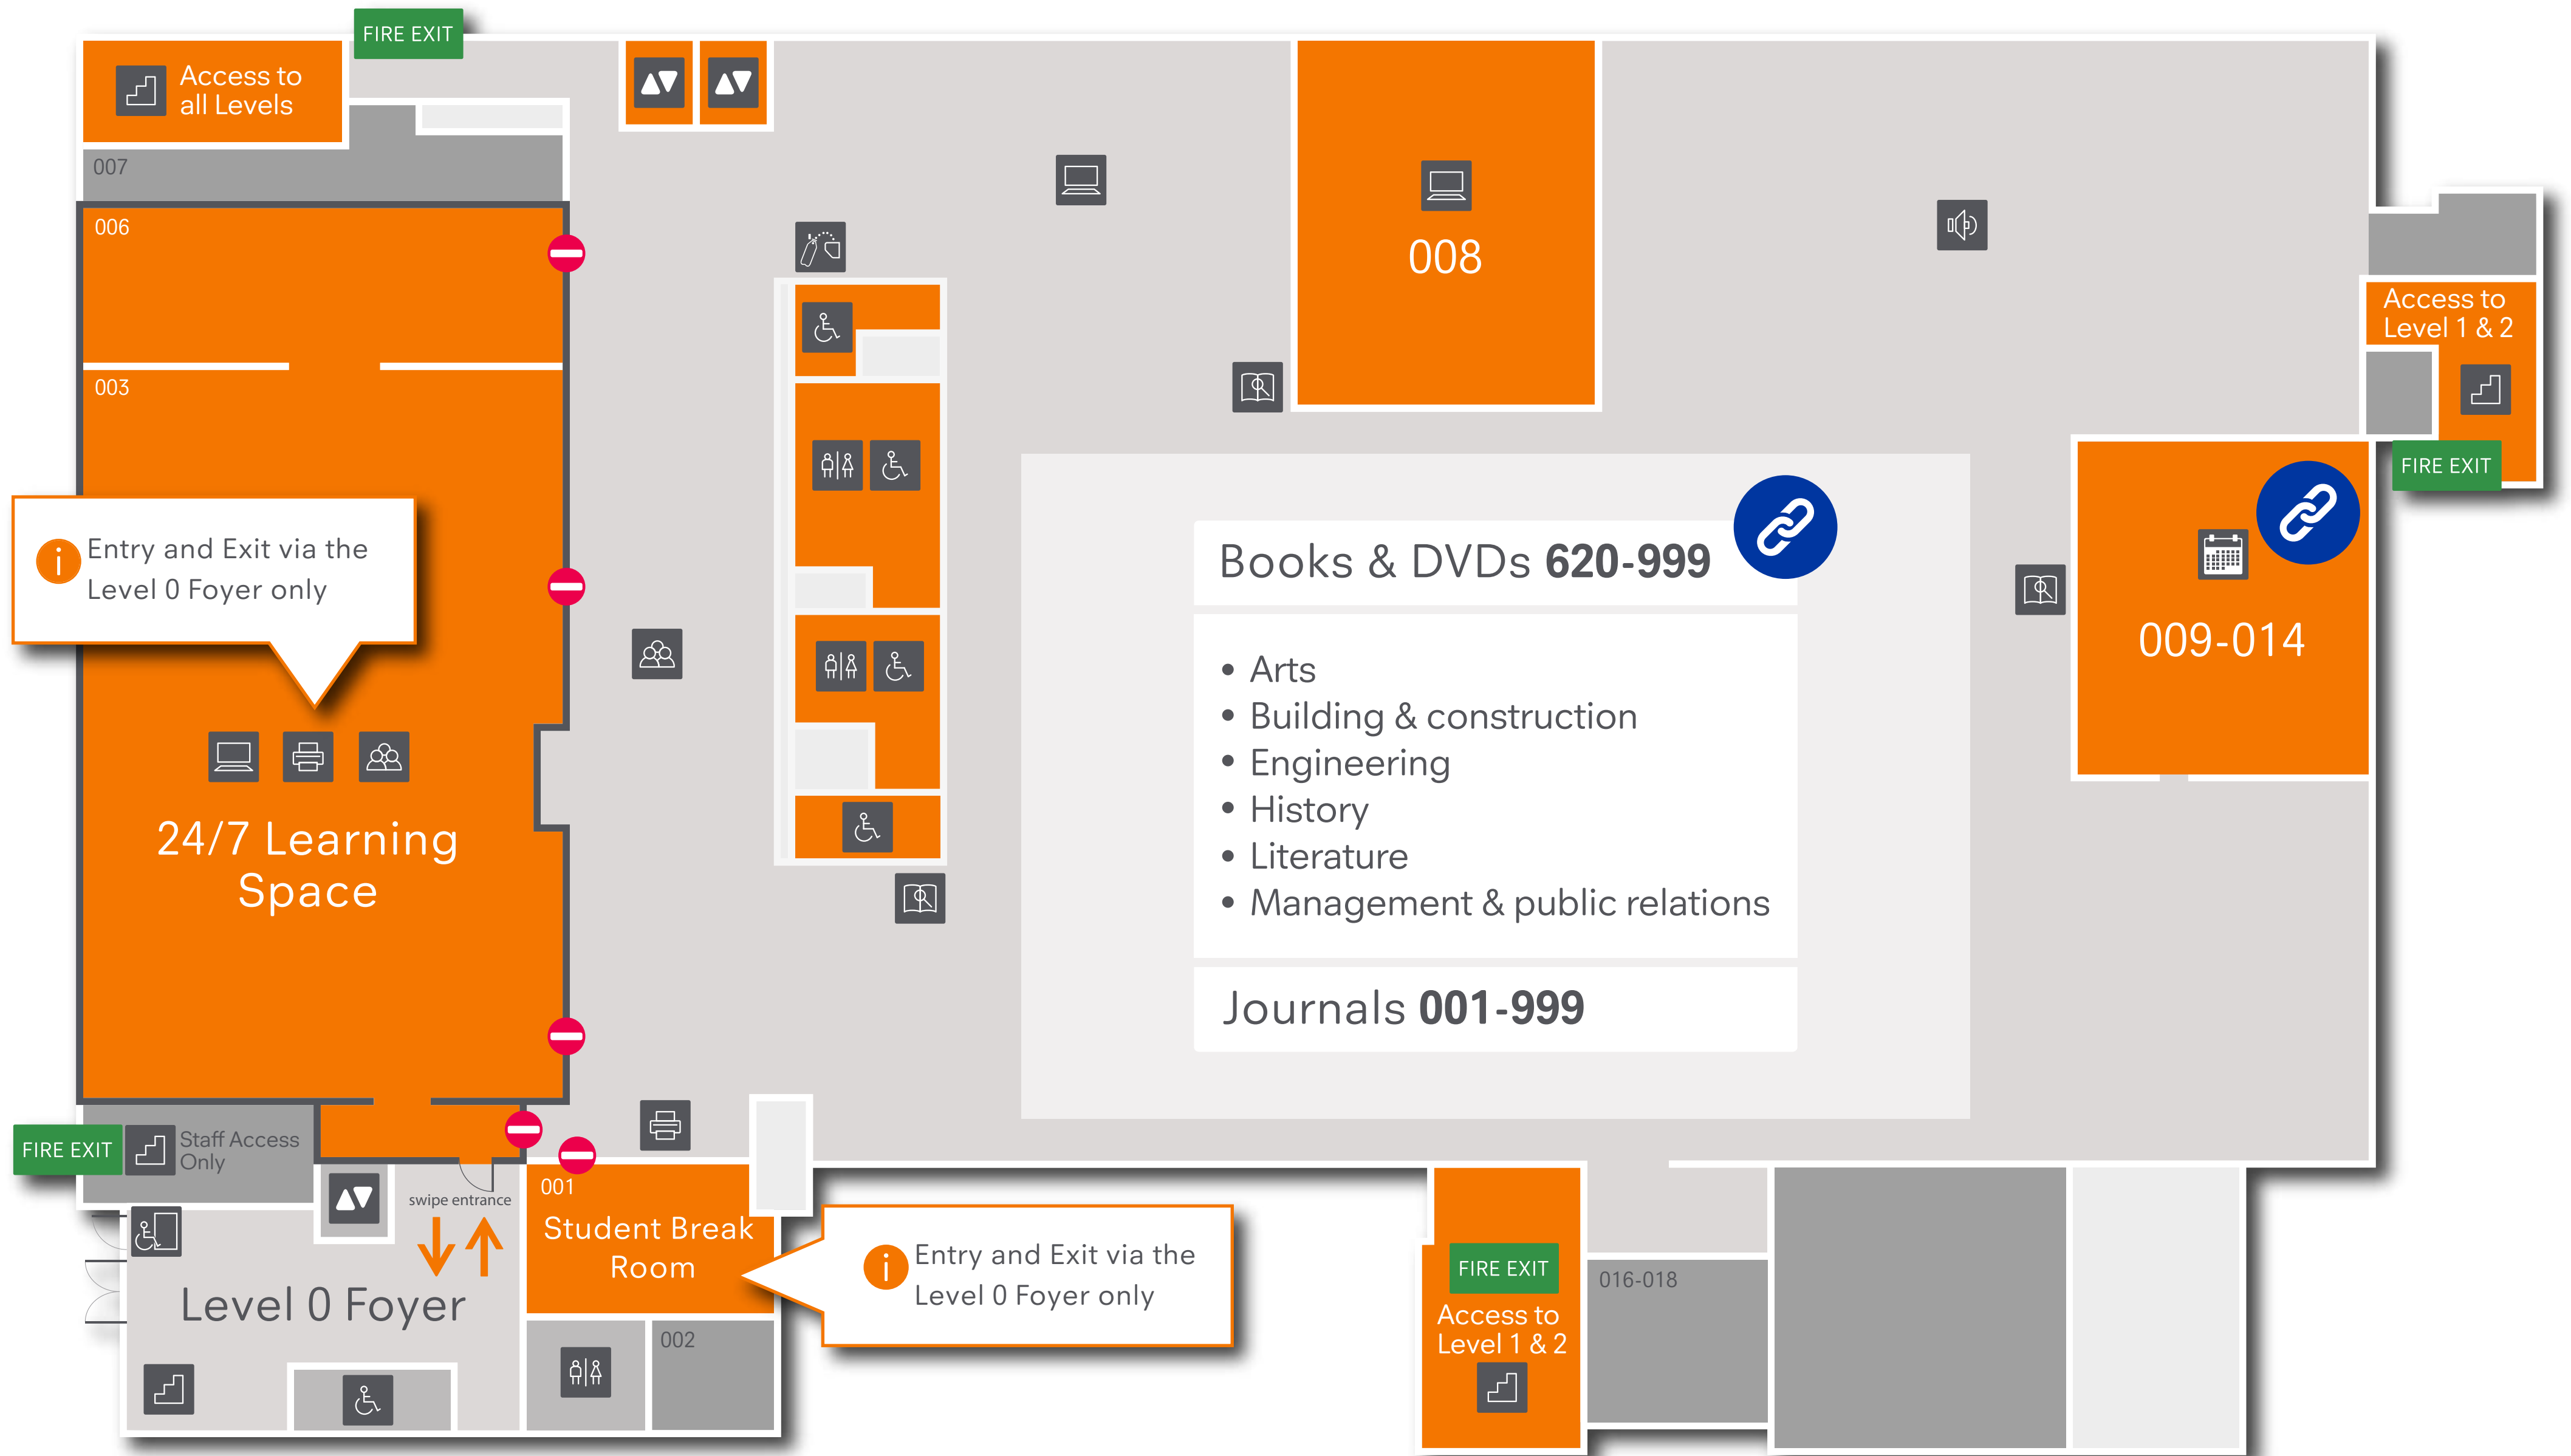 FIRE EXIT
Access to
all Levels
007
006
008
Access to
Level 1 & 2
003
FIRE EXIT
Entry and Exit via the
Level 0 Foyer only
Books & DVDs 620-999
009-014
• Arts
• Building & construction
• Engineering
• History
• Literature
• Management & public relations
24/7 Learning
Space
Journals 001-999
FIRE EXIT
Staff Access
Only
swipe entrance
001
Student Break
Room
Entry and Exit via the
Level 0 Foyer only
Level 0 Foyer
002
FIRE EXIT
Access to
Level 1 & 2
016-018